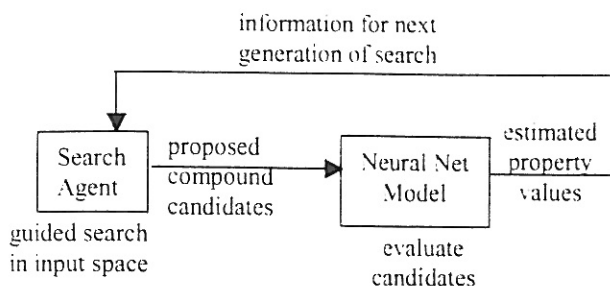 information for next
generation of search
Search
Agent
proposed
compound
candidates
Neural Net
Model
estimated
property
values
guided search
in input space
evaluate
candidates